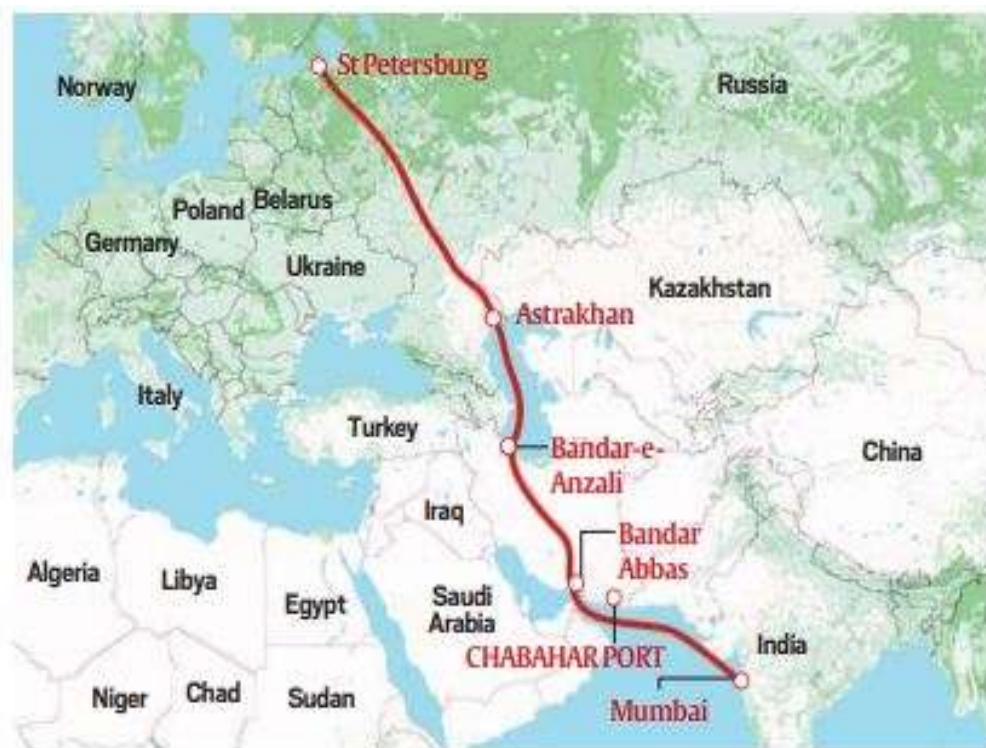 St Petersburg
Norway
Russia
Belarus
Poland
Germany
Ukraine
Kazakhstan
Astrakhan
Italy
Turkey
Bandar-e-
Anzali
China
Iraq
Bandar
Abbas
Algeria
Libya
Egypt
Saudi
Arabia
India
CHABAHAR PORT
Niger
Chad
Sudan
Mumbai